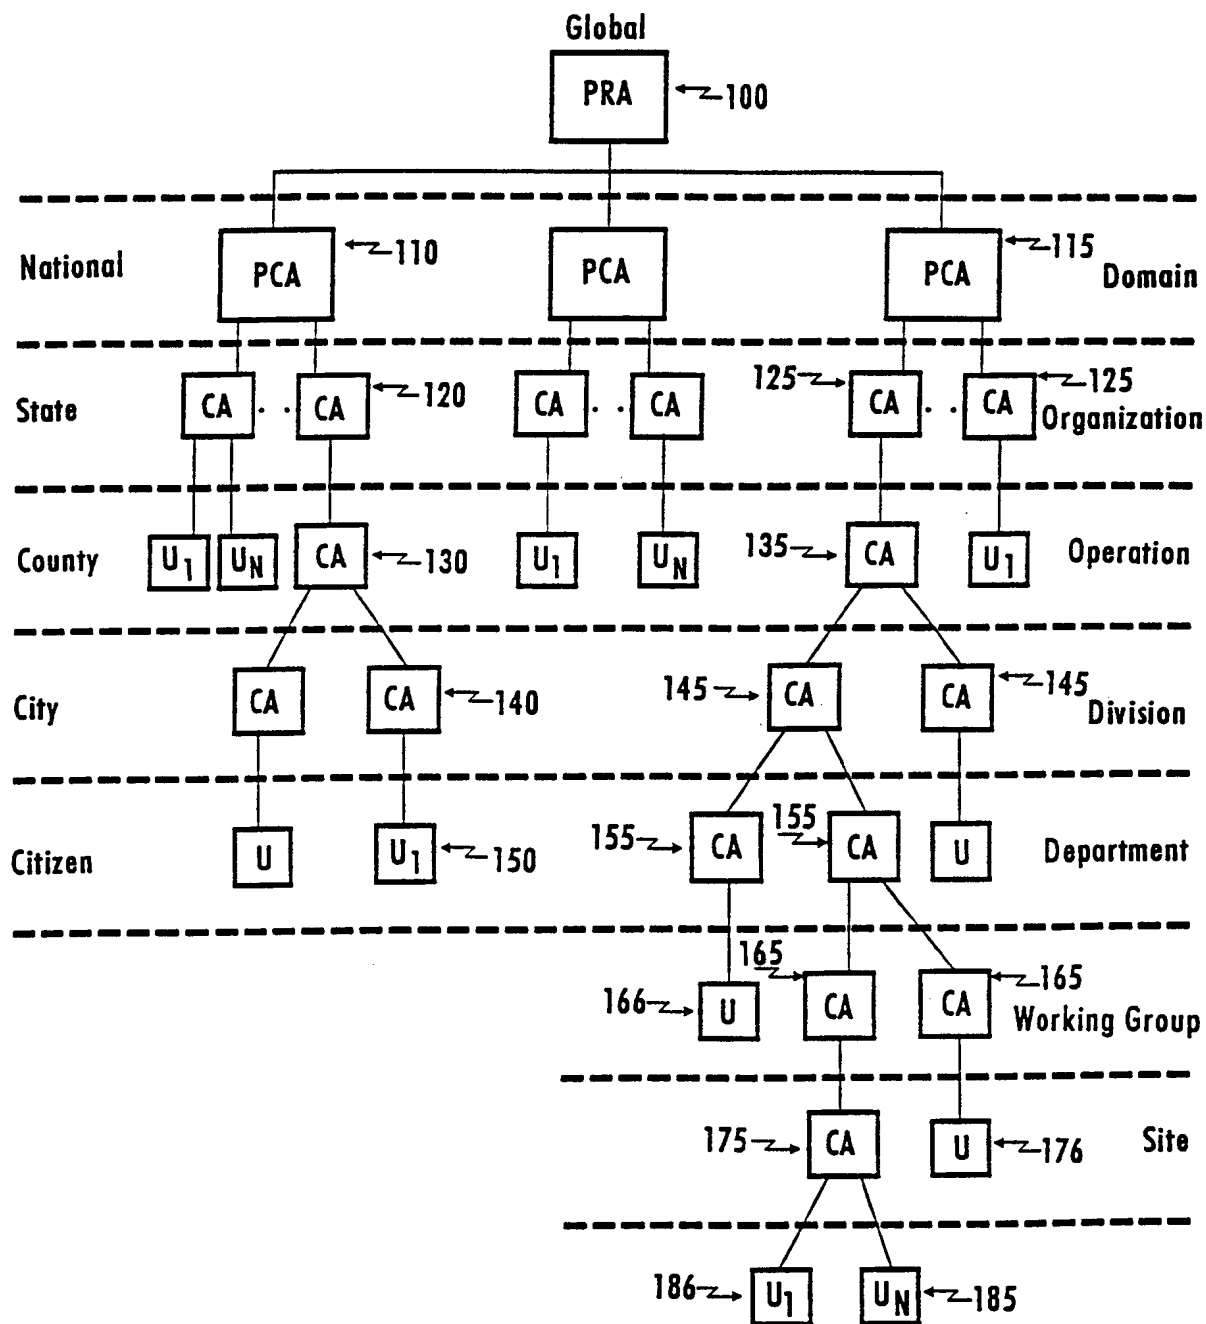 Global
PRA 100
National PCA 110 PCA PCA 115 Domain
State CA . . CA 120 CA . . CA 125 CA . . CA 125 Organization
County U1 UN CA 130 U1 UN 135 CA U1 Operation
City CA CA 140 145 CA CA 145 Division
Citizen U U1 150 155 CA 155 CA U Department
166 U 165 CA CA 165 Working Group
175 CA U 176 Site
186 U1 UN 185